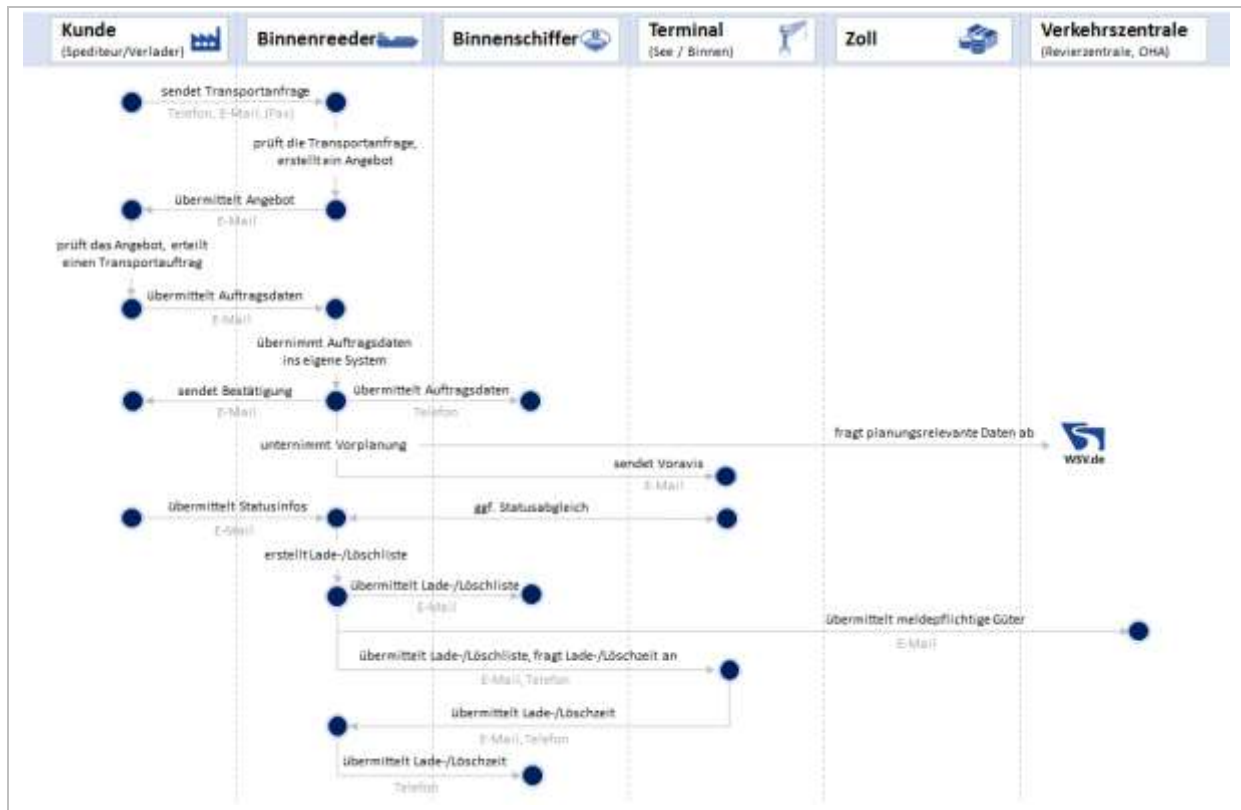 Kunde
(Spediteur/Verlader)
Binnenreeder
Binnenschiffer
Terminal
(See / Binnen)
Zoll
Verkehrszentrale
(Revierzentrale, OHA)
sendet Transportanfrage
Telefon, E-Mail, (Fax)
prüft die Transportanfrage,
erstellt ein Angebot
übermittelt Angebot
E-Mail
prüft das Angebot, erteilt
einen Transportauftrag
übermittelt Auftragsdaten
E-Mail
übernimmt Auftragsdaten
ins eigene System
sendet Bestätigung
E-Mail
übermittelt Auftragsdaten
Telefon
unternimmt Vorplanung
fragt planungsrelevante Daten ab
WSV.de
sendet Voravis
E-Mail
übermittelt Statusinfos
E-Mail
ggf. Statusabgleich
erstellt Lade-/Löschliste
übermittelt Lade-/Löschliste
E-Mail
übermittelt meldepflichtige Güter
E-Mail
übermittelt Lade-/Löschliste, fragt Lade-/Löschzeit an
E-Mail, Telefon
übermittelt Lade-/Löschzeit
E-Mail, Telefon
übermittelt Lade-/Löschzeit
Telefon